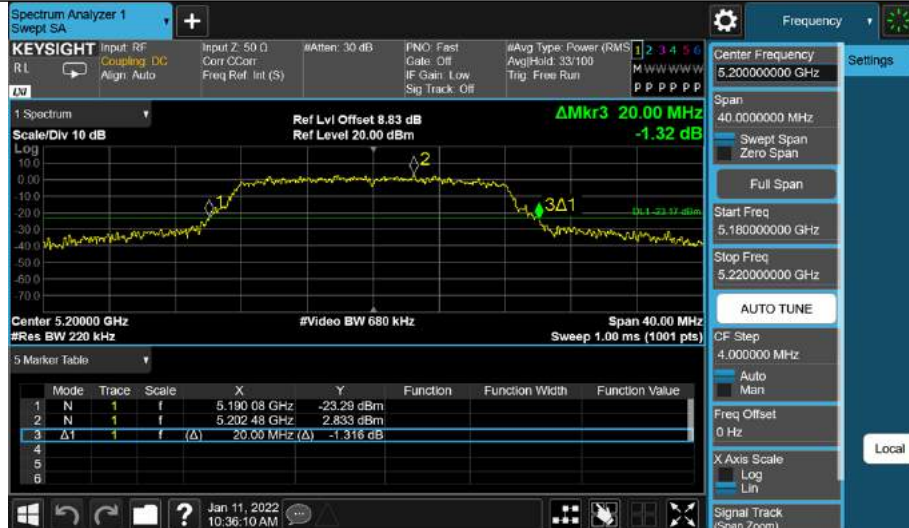 Spectrum Analyzer 1
Swept SA
+
Frequency
KEYSIGHT
RL
LXI
Input: RF
Coupling: DC
Align: Auto
Input Z: 50 Ω
Corr CCorr
Freq Ref: Int (S)
#Atten: 30 dB
PNO: Fast
Gate: Off
IF Gain: Low
Sig Track: Off
#Avg Type: Power (RMS
Avg|Hold: 33/100
Trig: Free Run
1 2 3 4 5 6
M W W W W W
P P P P P P
1 Spectrum
Scale/Div 10 dB
Log
Ref Lvl Offset 8.83 dB
Ref Level 20.00 dBm
ΔMkr3 20.00 MHz
-1.32 dB
10.0
0.00
-10.0
-20.0
-30.0
-40.0
-50.0
-60.0
-70.0
1
2
3Δ1
DL1 -23.17 dBm
Center 5.20000 GHz
#Res BW 220 kHz
#Video BW 680 kHz
Span 40.00 MHz
Sweep 1.00 ms (1001 pts)
5 Marker Table
Mode Trace Scale X Y Function Function Width Function Value
1 N 1 f 5.190 08 GHz -23.29 dBm
2 N 1 f 5.202 48 GHz 2.833 dBm
3 Δ1 1 f (Δ) 20.00 MHz (Δ) -1.316 dB
4
5
6
?
Jan 11, 2022
10:36:10 AM
Center Frequency
5.200000000 GHz
Span
40.0000000 MHz
Swept Span
Zero Span
Full Span
Start Freq
5.180000000 GHz
Stop Freq
5.220000000 GHz
AUTO TUNE
CF Step
4.000000 MHz
Auto
Man
Freq Offset
0 Hz
X Axis Scale
Log
Lin
Signal Track
(Span Zoom)
Settings
Local